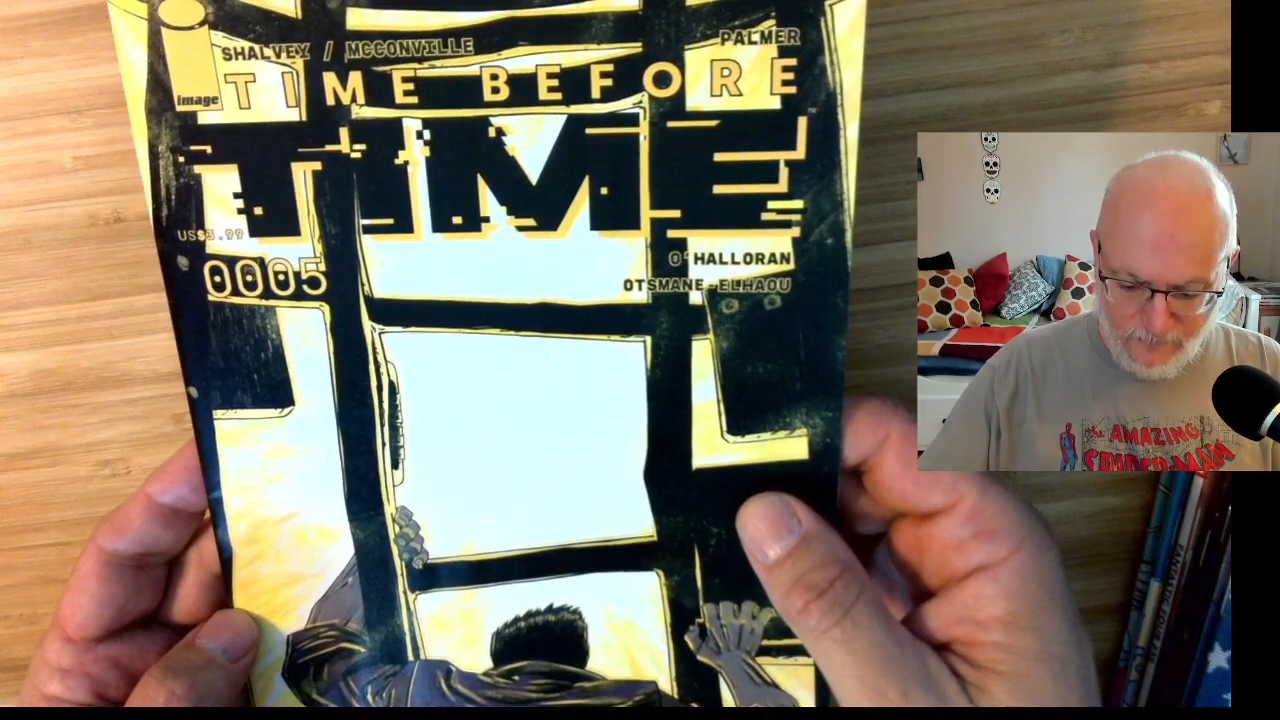 SHALVEY / MCCONVILLE
PALMER
image
TIME BEFORE
TIME
US$3.99
0005
O'HALLORAN
OTSMANE-ELHAOU
the AMAZING
SPIDER-MAN